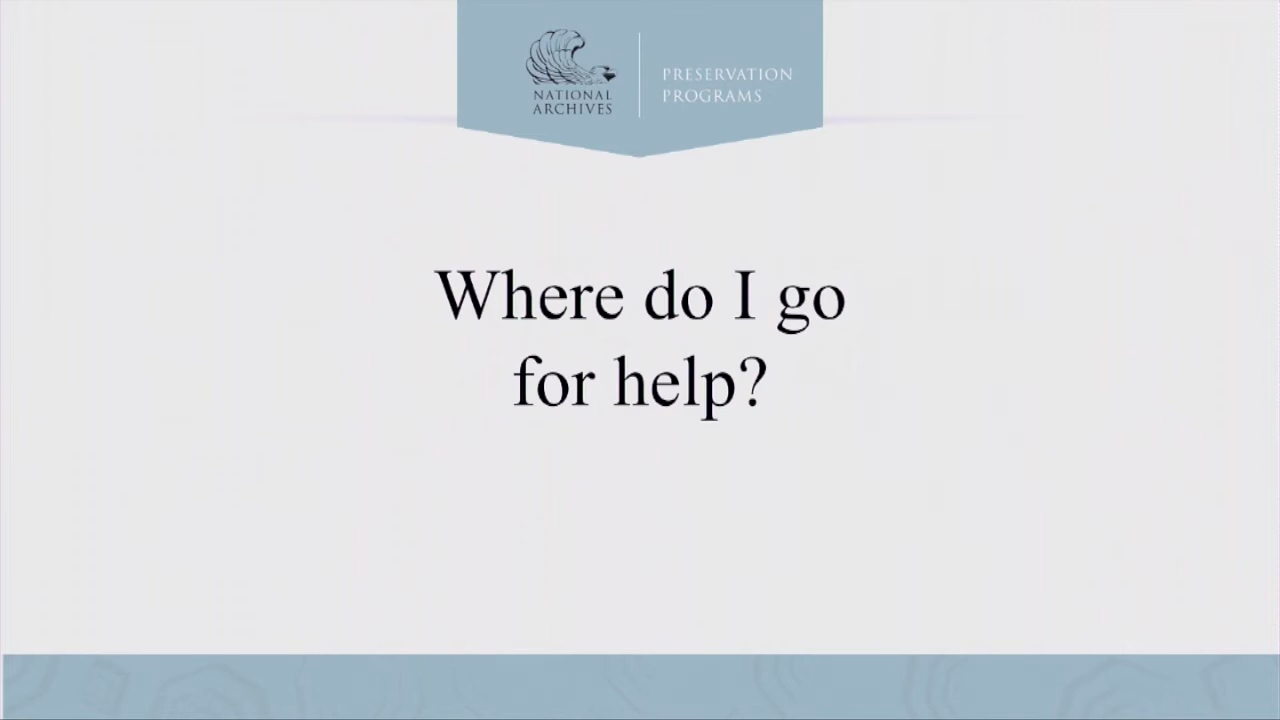 NATIONAL
ARCHIVES
PRESERVATION
PROGRAMS
Where do I go
for help?